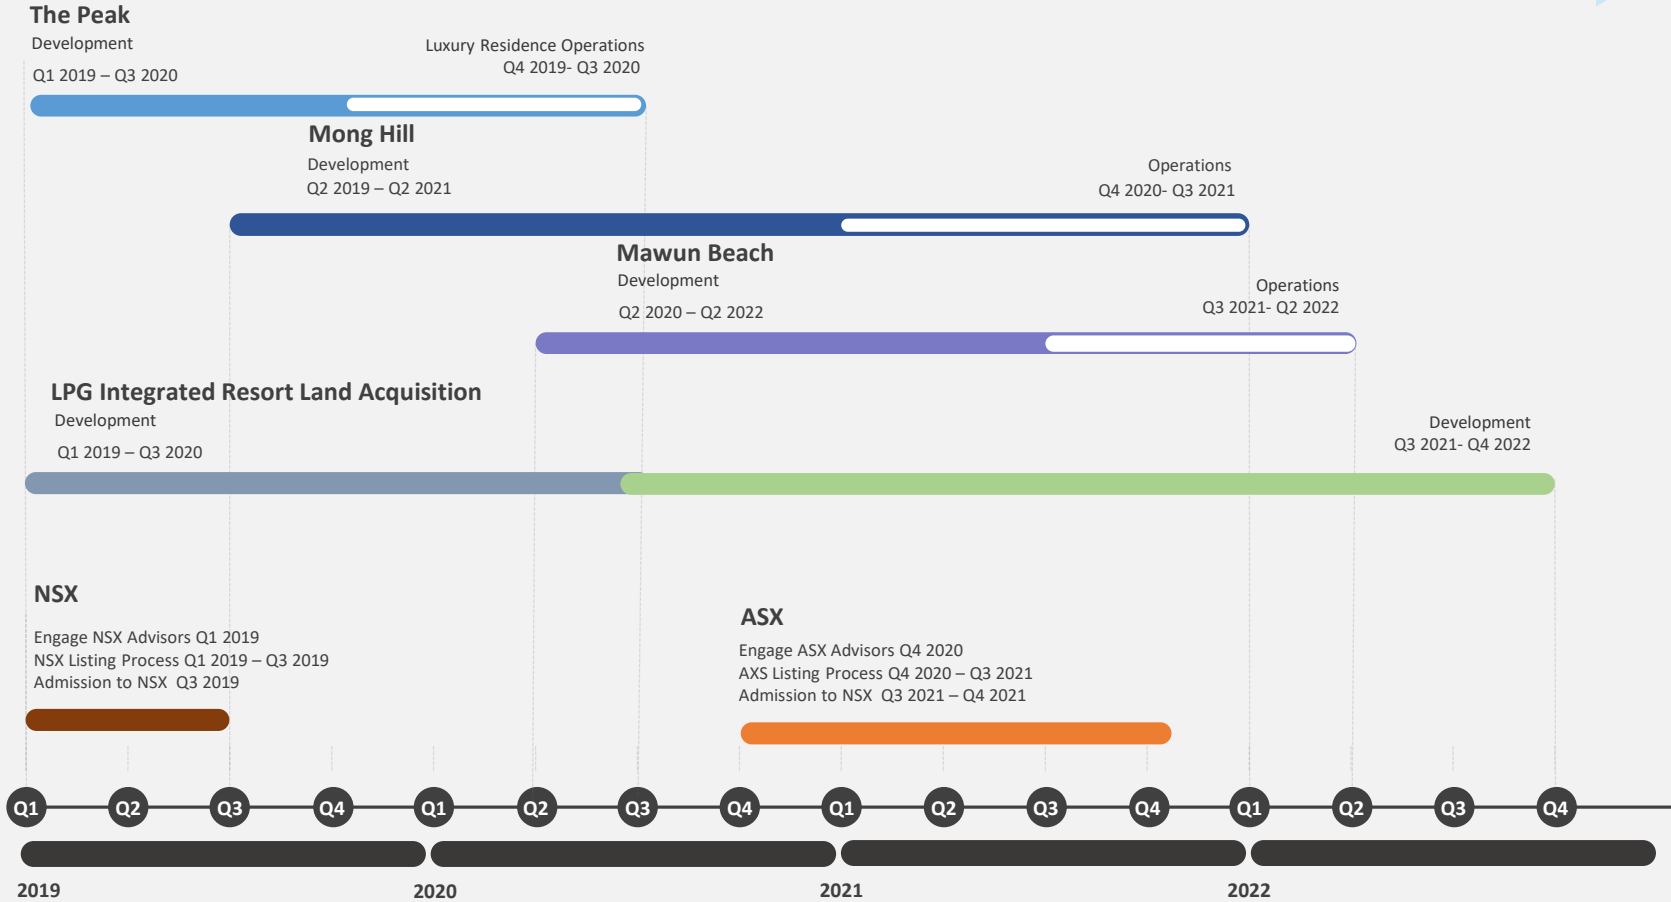 The Peak
Development
Q1 2019 – Q3 2020
Luxury Residence Operations
Q4 2019- Q3 2020
Mong Hill
Development
Q2 2019 – Q2 2021
Operations
Q4 2020- Q3 2021
Mawun Beach
Development
Q2 2020 – Q2 2022
Operations
Q3 2021- Q2 2022
LPG Integrated Resort Land Acquisition
Development
Q1 2019 – Q3 2020
Development
Q3 2021- Q4 2022
NSX
Engage NSX Advisors Q1 2019
NSX Listing Process Q1 2019 – Q3 2019
Admission to NSX  Q3 2019
ASX
Engage ASX Advisors Q4 2020
AXS Listing Process Q4 2020 – Q3 2021
Admission to NSX  Q3 2021 – Q4 2021
Q1 Q2 Q3 Q4 Q1 Q2 Q3 Q4 Q1 Q2 Q3 Q4 Q1 Q2 Q3 Q4
2019 2020 2021 2022